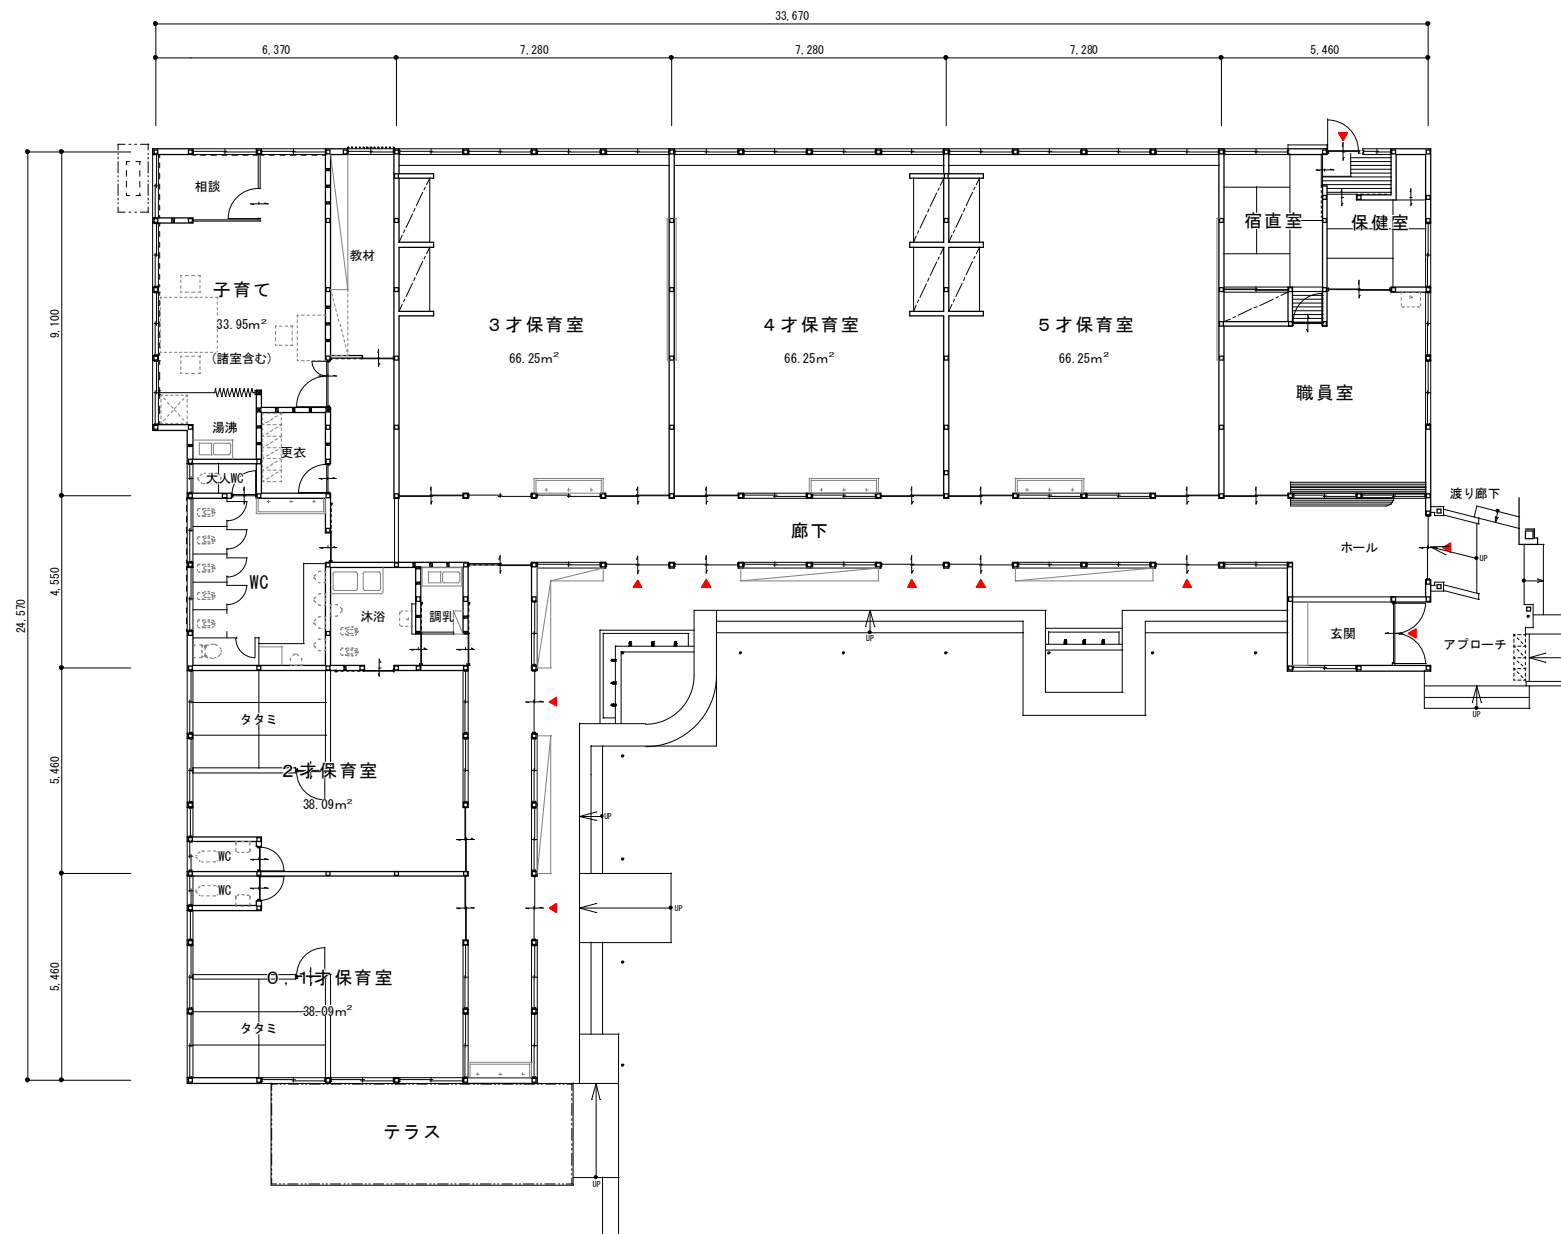 33,670
6,370
7,280
7,280
7,280
5,460
9,100
24,570
4,550
5,460
5,460
相談
教材
宿直室
保健室
子育て
33.95m²
(諸室含む)
3才保育室
66.25m²
4才保育室
66.25m²
5才保育室
66.25m²
職員室
湯沸
更衣
大人WC
渡り廊下
廊下
ホール
UP
WC
沐浴
調乳
玄関
アプローチ
UP
UP
タタミ
2才保育室
38.09m²
UP
WC
WC
UP
0,1才保育室
38.09m²
タタミ
テラス
UP